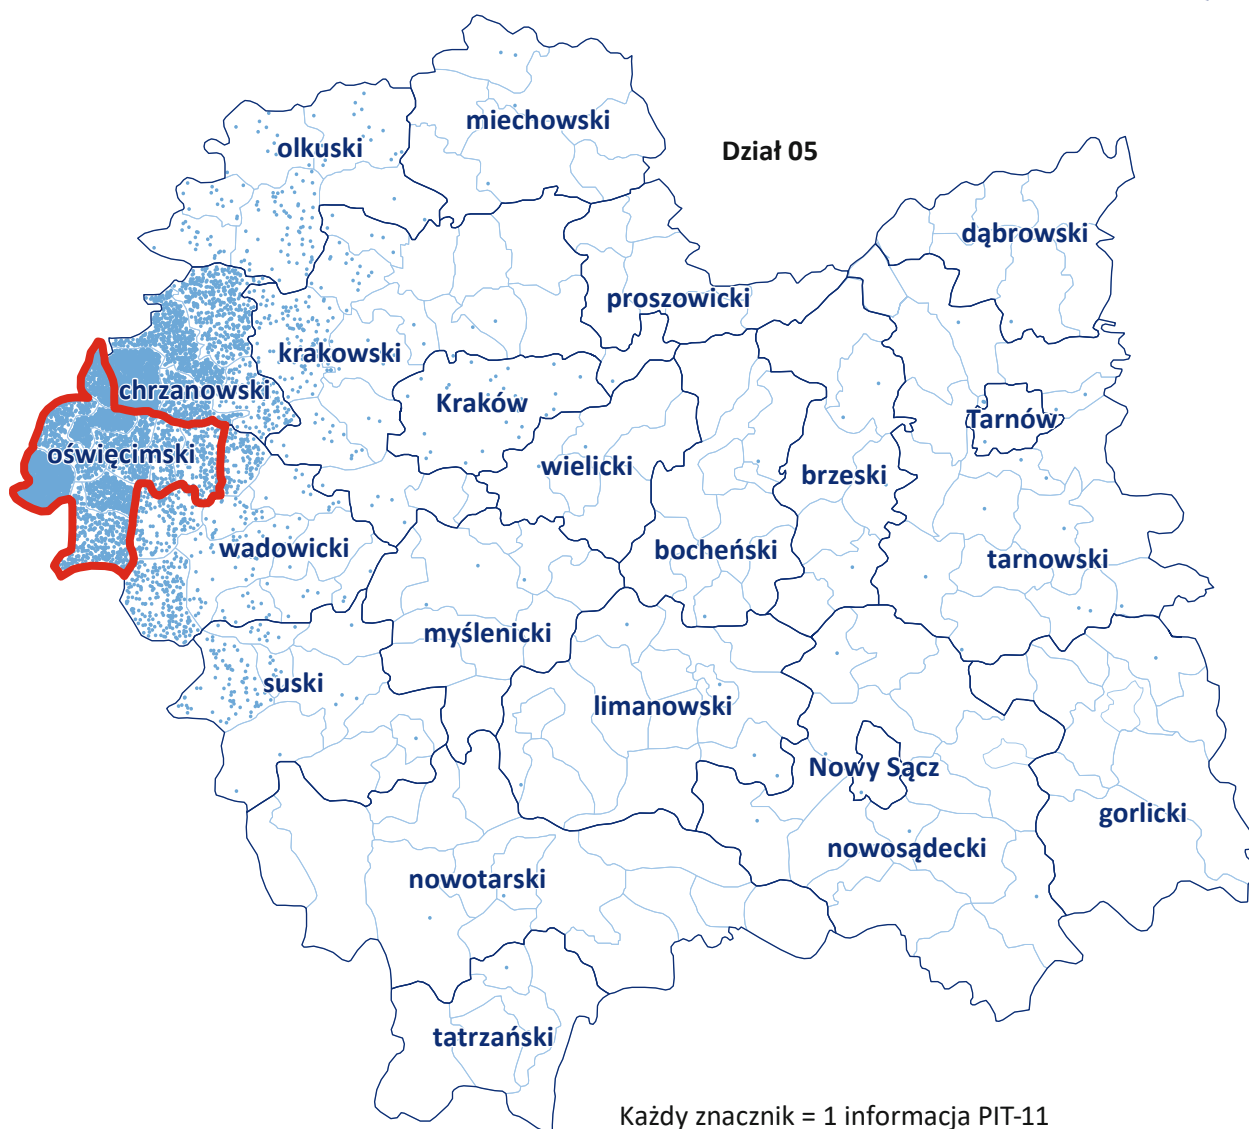 miechowski
olkuski
Dział 05
dąbrowski
proszowicki
krakowski
chrzanowski
Kraków
Tarnów
oświęcimski
wielicki
brzeski
wadowicki
bocheński
tarnowski
myślenicki
suski
limanowski
Nowy Sącz
gorlicki
nowosądecki
nowotarski
tatrzański
Każdy znacznik = 1 informacja PIT-11